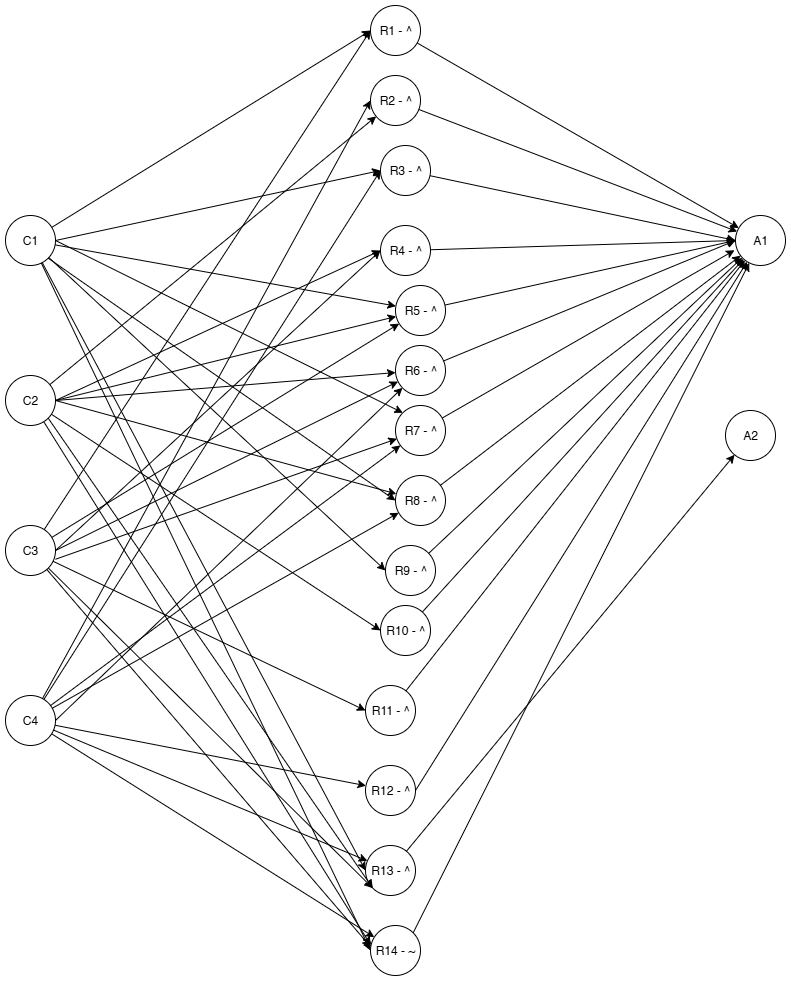 R1 - ^
R2 - ^
R3 - ^
C1
A1
R4 - ^
R5 - ^
R6 - ^
C2
R7 - ^
A2
R8 - ^
C3
R9 - ^
R10 - ^
R11 - ^
C4
R12 - ^
R13 - ^
R14 - ~